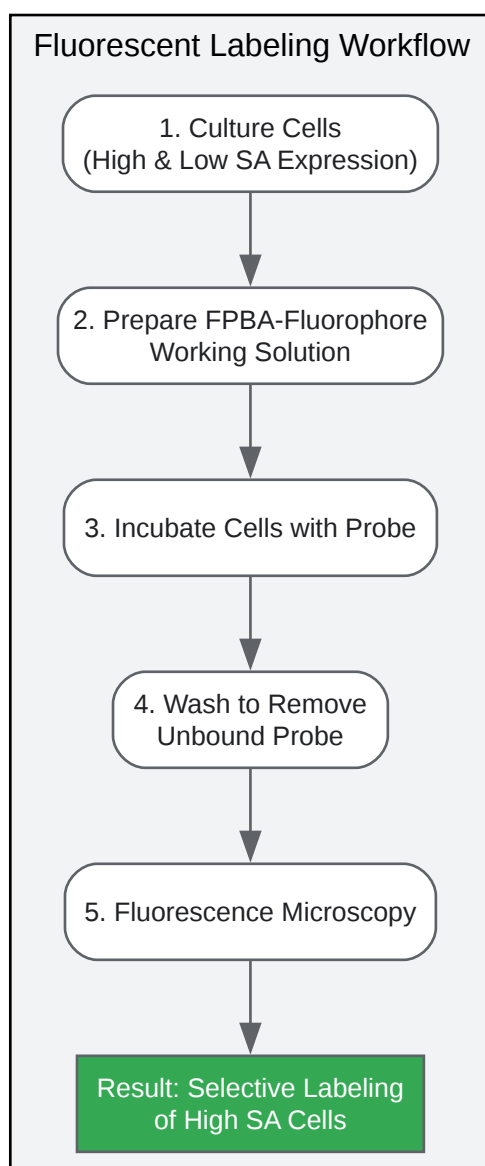 Fluorescent Labeling Workflow
1. Culture Cells
(High & Low SA Expression)
2. Prepare FPBA-Fluorophore
Working Solution
3. Incubate Cells with Probe
4. Wash to Remove
Unbound Probe
5. Fluorescence Microscopy
Result: Selective Labeling
of High SA Cells